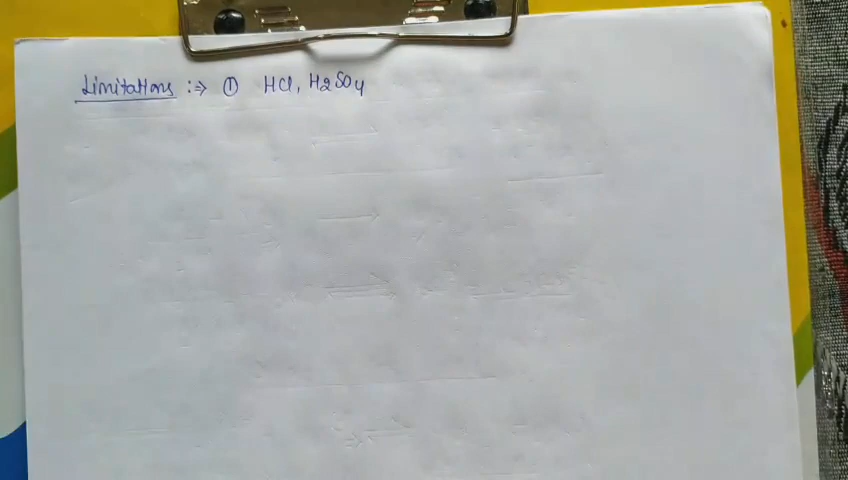 Limitations :⇒ ① HCl, H2SO4